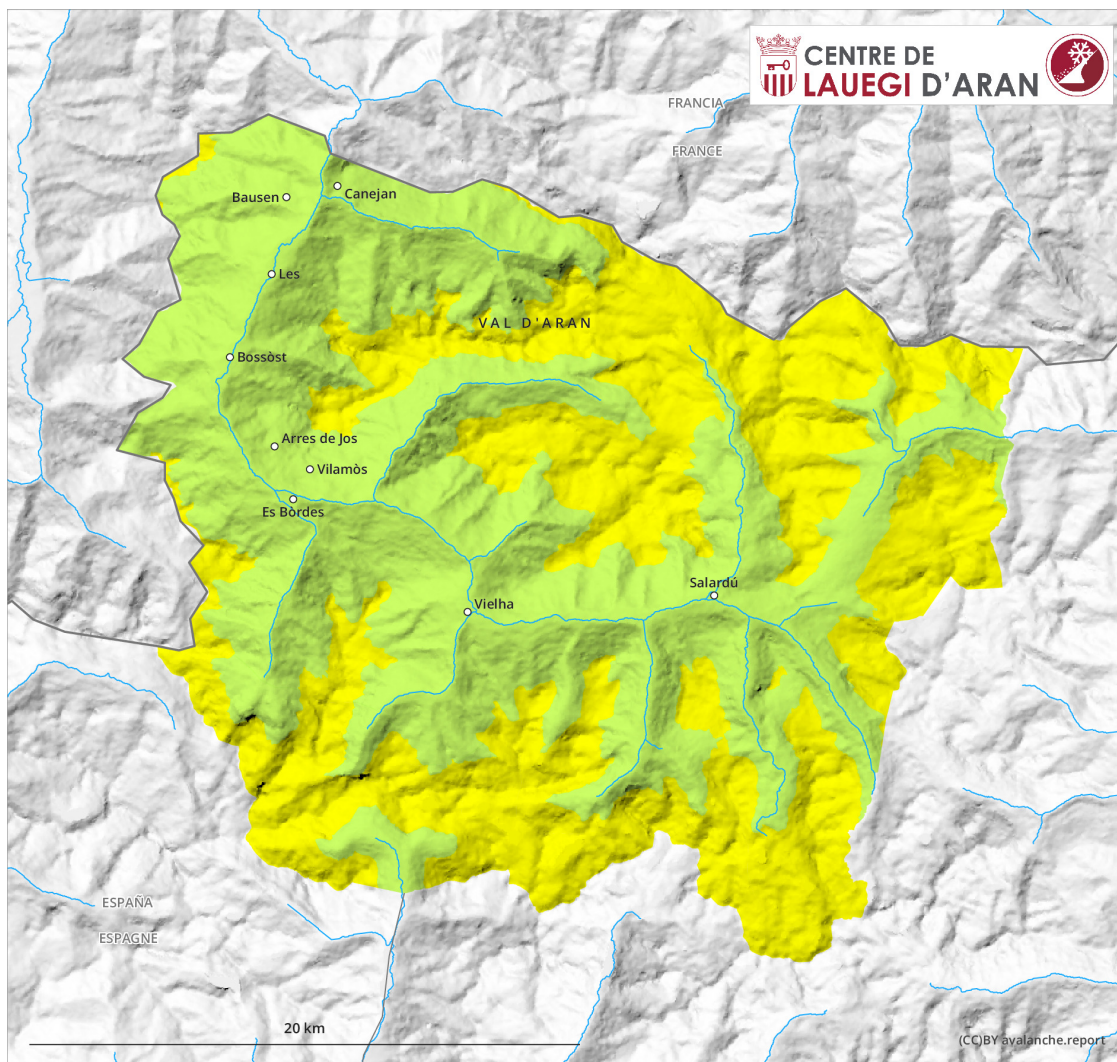 CENTRE DE
LAUEGI D'ARAN
FRANCIA
FRANCE
Canejan
Bausen
Les
VAL D'ARAN
Bossòst
Arres de Jos
Vilamòs
Es Bòrdes
Salardú
Vielha
ESPAÑA
ESPAGNE
20 km
(CC)BY avalanche.report